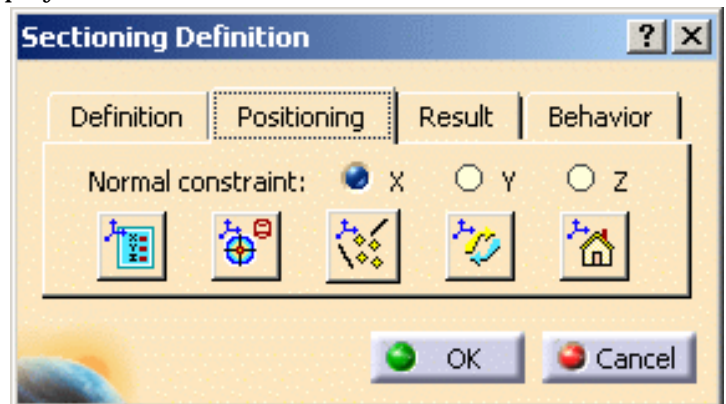 Sectioning Definition
Definition Positioning Result Behavior
Normal constraint: X Y Z
OK Cancel